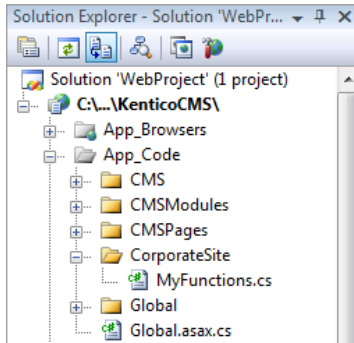 Solution Explorer - Solution 'WebPr...
Solution 'WebProject' (1 project)
C:\...\KenticoCMS\
App_Browsers
App_Code
CMS
CMSModules
CMSPages
CorporateSite
MyFunctions.cs
Global
Global.asax.cs